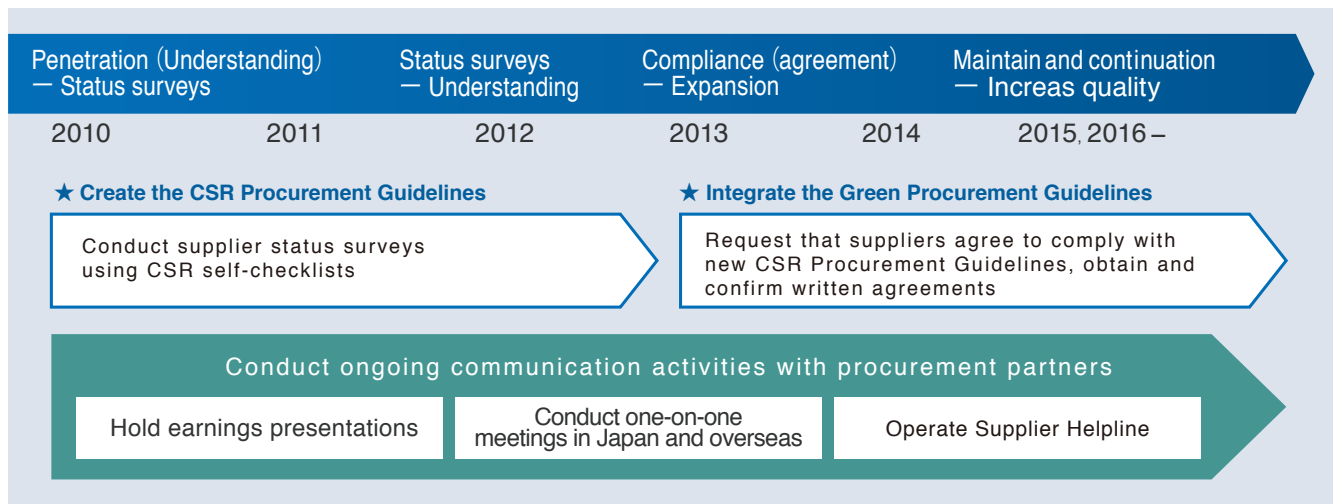 Penetration (Understanding)
— Status surveys
Status surveys
— Understanding
Compliance (agreement)
— Expansion
Maintain and continuation
— Increas quality
2010
2011
2012
2013
2014
2015, 2016 –
★ Create the CSR Procurement Guidelines
Conduct supplier status surveys
using CSR self-checklists
★ Integrate the Green Procurement Guidelines
Request that suppliers agree to comply with
new CSR Procurement Guidelines, obtain and
confirm written agreements
Conduct ongoing communication activities with procurement partners
Hold earnings presentations
Conduct one-on-one
meetings in Japan and overseas
Operate Supplier Helpline